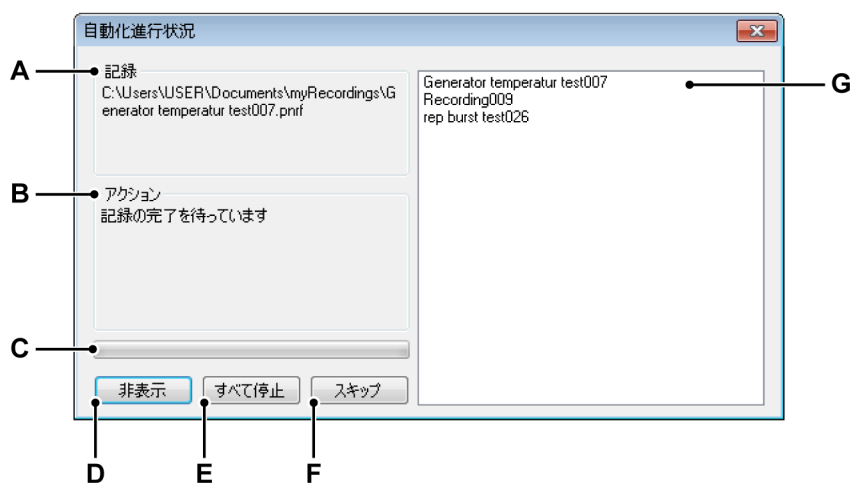 自動化進行状況
A
記録
C:\Users\USER\Documents\myRecordings\G
enerator temperatur test007.pnrf
Generator temperatur test007
Recording009
rep burst test026
G
B
アクション
記録の完了を待っています
C
非表示
すべて停止
スキップ
D
E
F